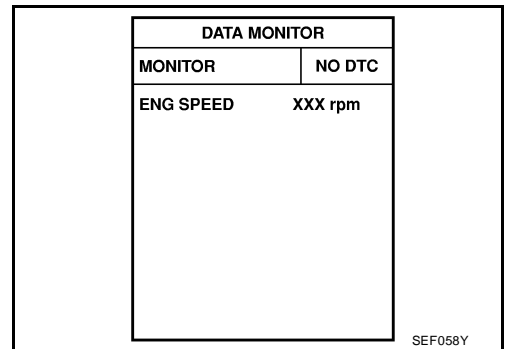 DATA MONITOR
MONITOR NO DTC
ENG SPEED XXX rpm
SEF058Y